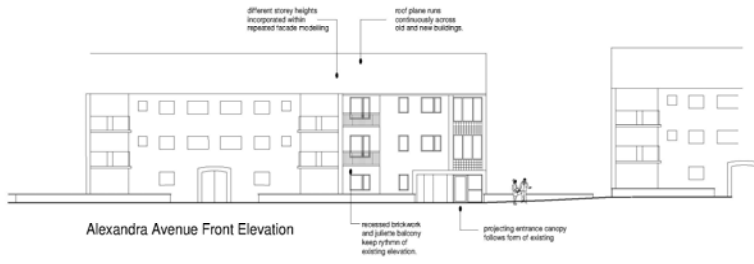 different storey heights
incorporated within
repeated facade modelling
roof plane runs
continuously across
old and new buildings.
Alexandra Avenue Front Elevation
recessed brickwork
and juliette balcony
keep rythmn of
existing elevation.
projecting entrance canopy
follows form of existing